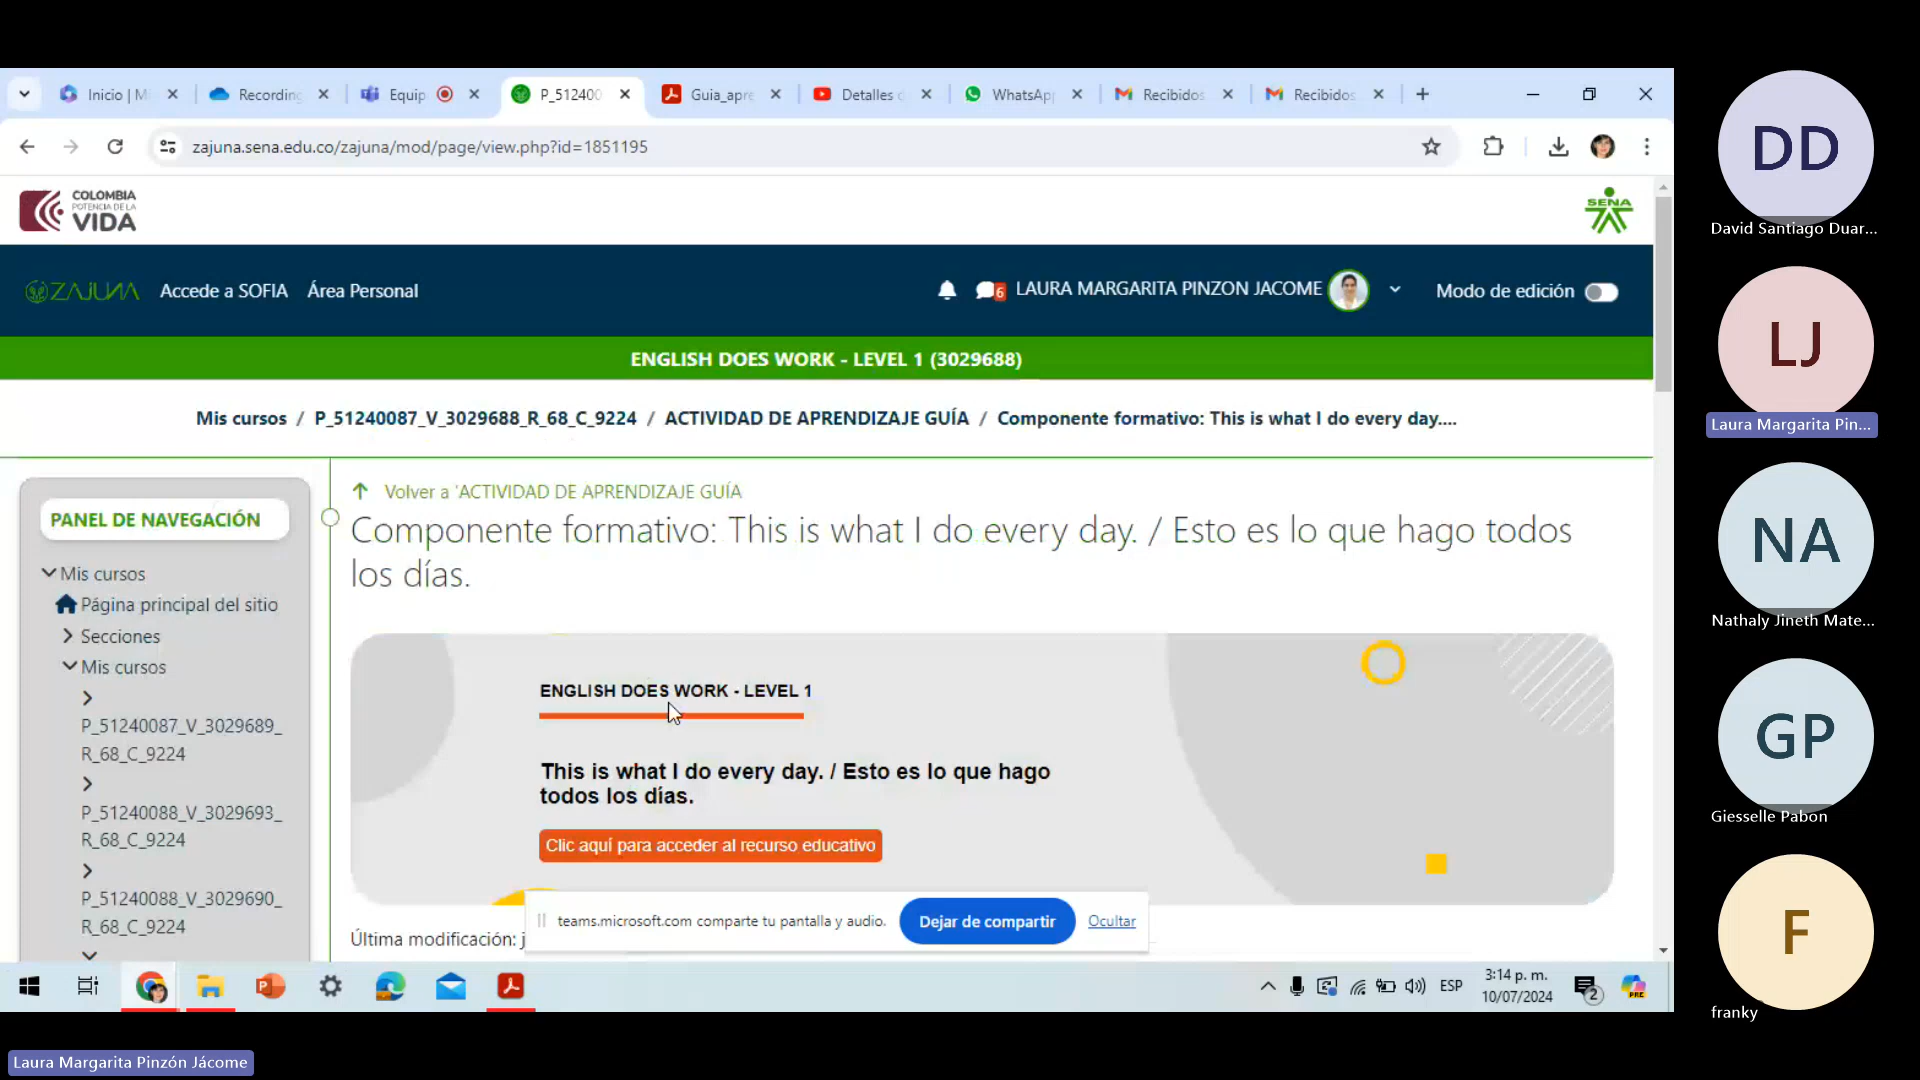 Inicio | M
Recording
Equip
P_512400
Guia_apre
Detalles
WhatsAp
Recibidos
Recibidos
zajuna.sena.edu.co/zajuna/mod/page/view.php?id=1851195
COLOMBIA
POTENCIA DE LA
VIDA
SENA
ZAJUNA
Accede a SOFIA
Área Personal
6
LAURA MARGARITA PINZON JACOME
Modo de edición
ENGLISH DOES WORK - LEVEL 1 (3029688)
Mis cursos / P_51240087_V_3029688_R_68_C_9224 / ACTIVIDAD DE APRENDIZAJE GUÍA / Componente formativo: This is what I do every day....
PANEL DE NAVEGACIÓN
Mis cursos
Página principal del sitio
Secciones
Mis cursos
P_51240087_V_3029689_
R_68_C_9224
P_51240088_V_3029693_
R_68_C_9224
P_51240088_V_3029690_
R_68_C_9224
Volver a 'ACTIVIDAD DE APRENDIZAJE GUÍA
Componente formativo: This is what I do every day. / Esto es lo que hago todos
los días.
ENGLISH DOES WORK - LEVEL 1
This is what I do every day. / Esto es lo que hago
todos los días.
Clic aquí para acceder al recurso educativo
Última modificación: j
teams.microsoft.com comparte tu pantalla y audio.
Dejar de compartir
Ocultar
ESP
3:14 p. m.
10/07/2024
2
PRE
DD
David Santiago Duar...
LJ
Laura Margarita Pin...
NA
Nathaly Jineth Mate...
GP
Giesselle Pabon
F
franky
Laura Margarita Pinzón Jácome